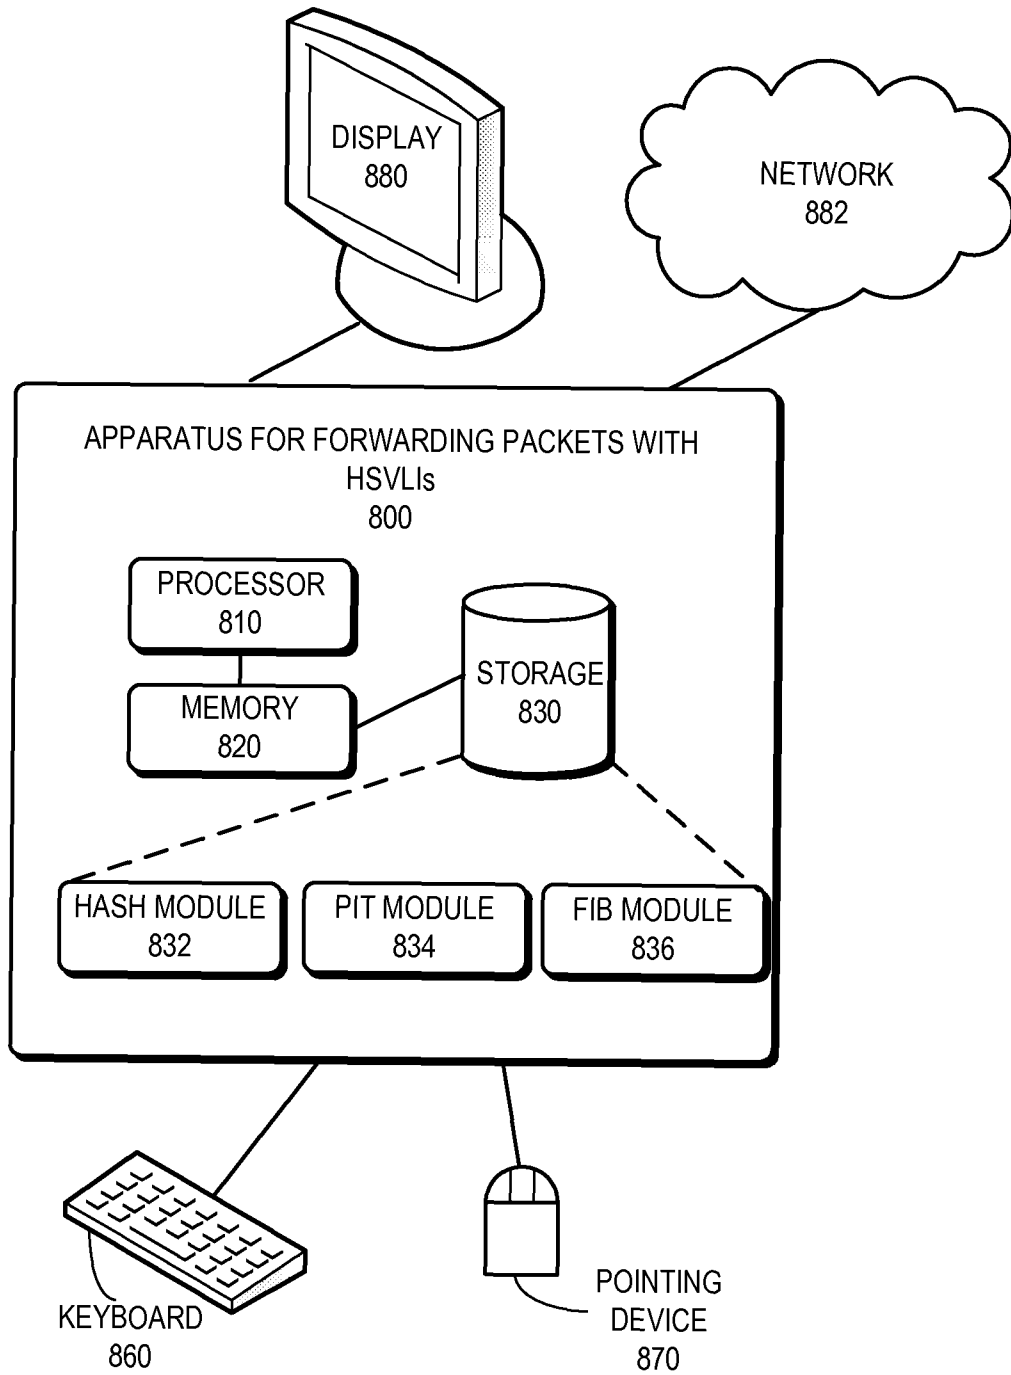 DISPLAY
880
NETWORK
882
APPARATUS FOR FORWARDING PACKETS WITH
HSVLIs
800
PROCESSOR
810
STORAGE
830
MEMORY
820
HASH MODULE
832
PIT MODULE
834
FIB MODULE
836
KEYBOARD
860
POINTING
DEVICE
870